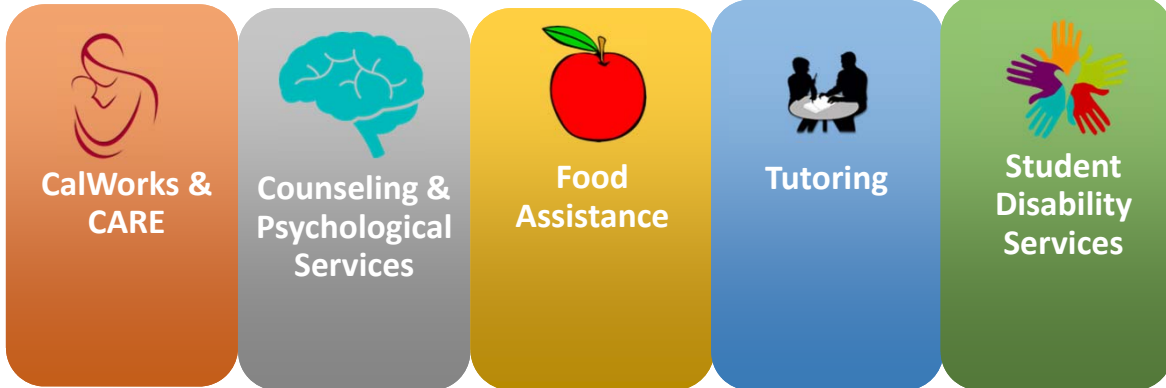 CalWorks &
CARE
Counseling &
Psychological
Services
Food
Assistance
Tutoring
Student
Disability
Services